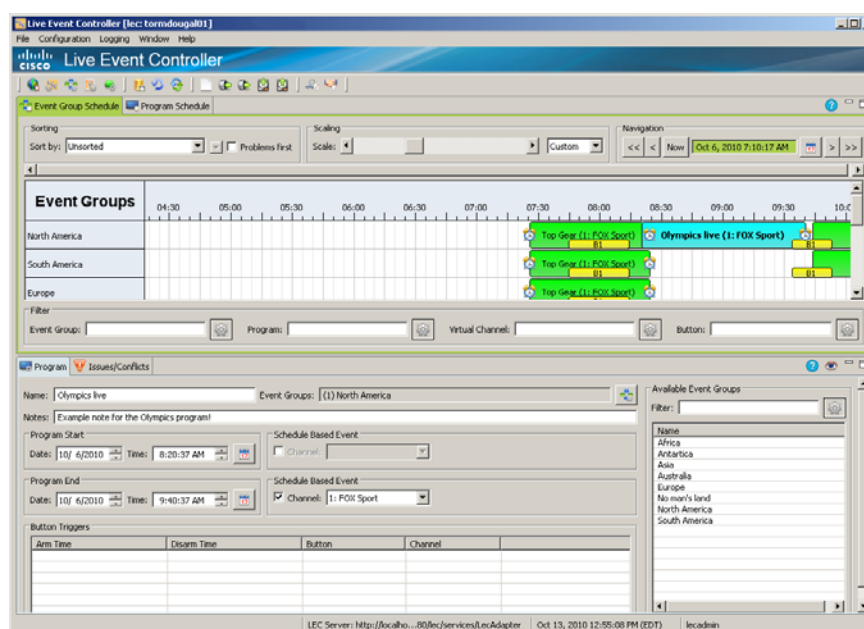 Live Event Controller [lec: tormdougal01]
File Configuration Logging Window Help
cisco Live Event Controller
Event Group Schedule Program Schedule
Sorting Scaling Navigation
Sort by: Unsorted Problems first Scale: Custom << < Now Oct 6, 2010 7:10:17 AM > >>
Event Groups 04:30 05:00 05:30 06:00 06:30 07:00 07:30 08:00 08:30 09:00 09:30 10:0
North America Top Gear (1: FOX Sport) Olympics live (1: FOX Sport)
B1 B1
South America Top Gear (1: FOX Sport)
B1 B1
Europe Top Gear (1: FOX Sport)
B1
Filter
Event Group: Program: Virtual Channel: Button:
Program Issues/Conflicts
Name: Olympics live Event Groups: (1) North America
Notes: Example note for the Olympics program!
Program Start Schedule Based Event
Date: 10/ 6/2010 Time: 8:20:37 AM Channel:
Program End Schedule Based Event
Date: 10/ 6/2010 Time: 9:40:37 AM Channel: 1: FOX Sport
Button Triggers
Arm Time Disarm Time Button Channel
Available Event Groups
Filter:
Name
Africa
Antartica
Asia
Australia
Europe
No man's land
North America
South America
LEC Server: http://localho...80/lec/services/LecAdapter Oct 13, 2010 12:55:08 PM (EDT) lecadmin